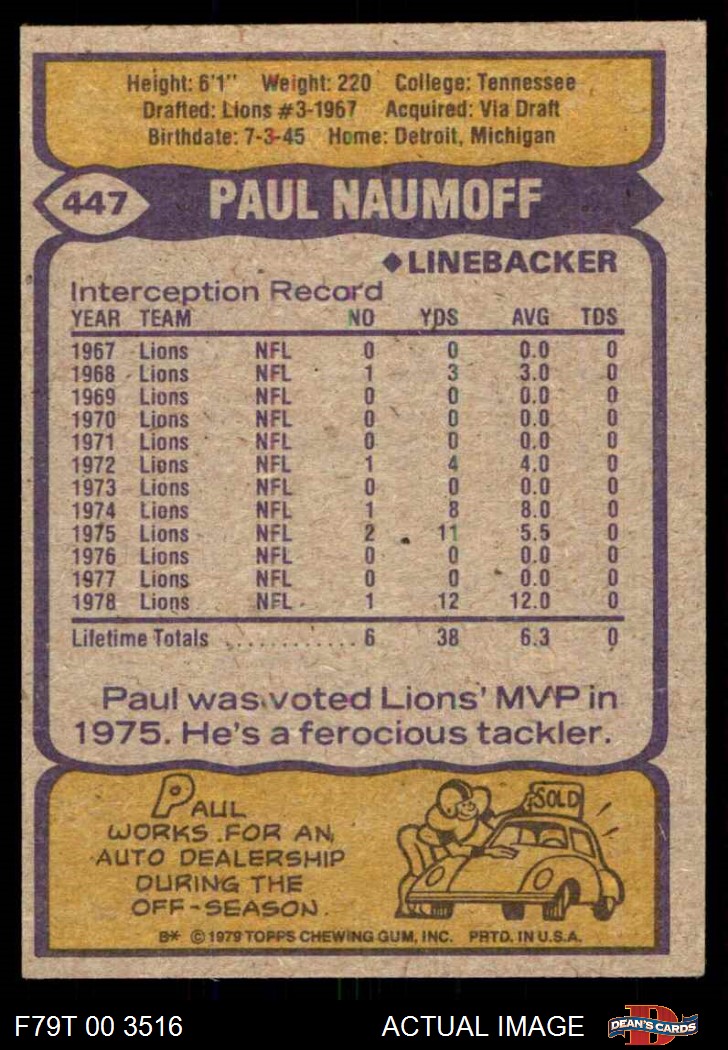 Height: 6'1" Weight: 220 College: Tennessee
Drafted: Lions #3-1967 Acquired: Via Draft
Birthdate: 7-3-45 Home: Detroit, Michigan
447 PAUL NAUMOFF
◆LINEBACKER
Interception Record
YEAR TEAM NO YDS AVG TDS
1967 Lions NFL 0 0 0.0 0
1968 Lions NFL 1 3 3.0 0
1969 Lions NFL 0 0 0.0 0
1970 Lions NFL 0 0 0.0 0
1971 Lions NFL 0 0 0.0 0
1972 Lions NFL 1 4 4.0 0
1973 Lions NFL 0 0 0.0 0
1974 Lions NFL 1 8 8.0 0
1975 Lions NFL 2 11 5.5 0
1976 Lions NFL 0 0 0.0 0
1977 Lions NFL 0 0 0.0 0
1978 Lions NFL 1 12 12.0 0
Lifetime Totals ............ 6 38 6.3 0
Paul was voted Lions' MVP in
1975. He's a ferocious tackler.
PAUL
WORKS FOR AN
AUTO DEALERSHIP
DURING THE
OFF-SEASON.
SOLD
B* © 1979 TOPPS CHEWING GUM, INC. PRTD. IN U.S.A.
F79T 00 3516 ACTUAL IMAGE D DEAN'S CARDS